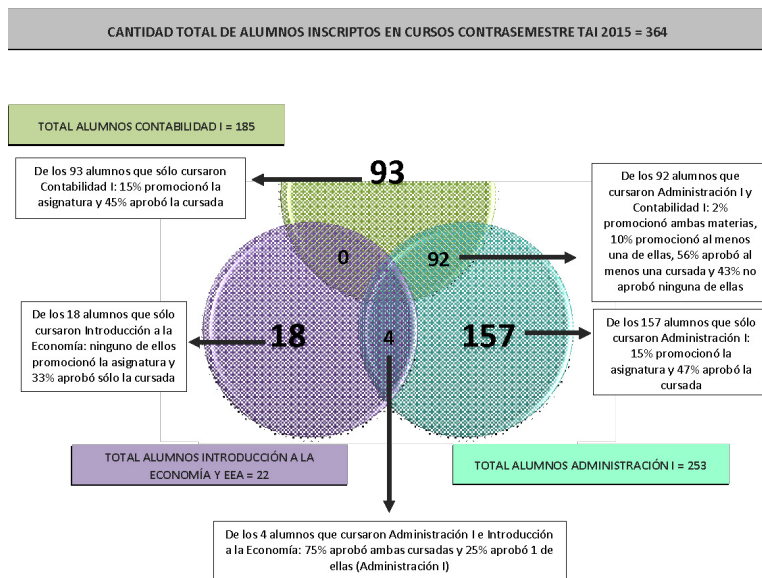 CANTIDAD TOTAL DE ALUMNOS INSCRIPTOS EN CURSOS CONTRASEMESTRE TAI 2015 = 364
TOTAL ALUMNOS CONTABILIDAD I = 185
De los 93 alumnos que sólo cursaron
Contabilidad I: 15% promocionó la
asignatura y 45% aprobó la cursada
93
De los 92 alumnos que
cursaron Administración I y
Contabilidad I: 2%
promocionó ambas materias,
10% promocionó al menos
una de ellas, 56% aprobó al
menos una cursada y 43% no
aprobó ninguna de ellas
0
92
De los 18 alumnos que sólo
cursaron Introducción a la
Economía: ninguno de ellos
promocionó la asignatura y
33% aprobó sólo la cursada
18
4
157
De los 157 alumnos que sólo
cursaron Administración I:
15% promocionó la
asignatura y 47% aprobó la
cursada
TOTAL ALUMNOS INTRODUCCIÓN A LA
ECONOMÍA Y EEA = 22
TOTAL ALUMNOS ADMINISTRACIÓN I = 253
De los 4 alumnos que cursaron Administración I e Introducción
a la Economía: 75% aprobó ambas cursadas y 25% aprobó 1 de
ellas (Administración I)